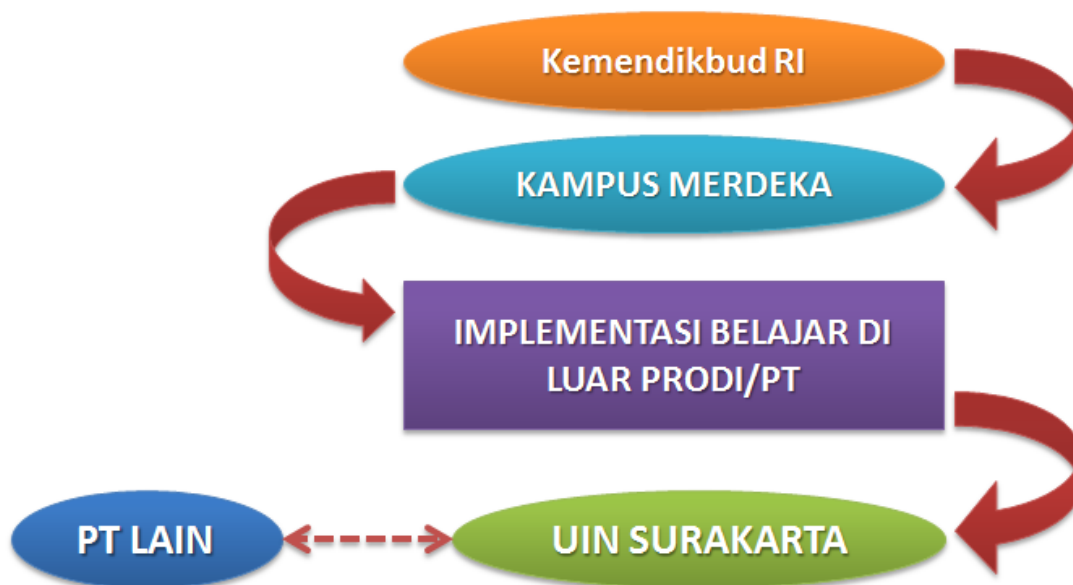 Kemendikbud RI
KAMPUS MERDEKA
IMPLEMENTASI BELAJAR DI
LUAR PRODI/PT
PT LAIN
UIN SURAKARTA